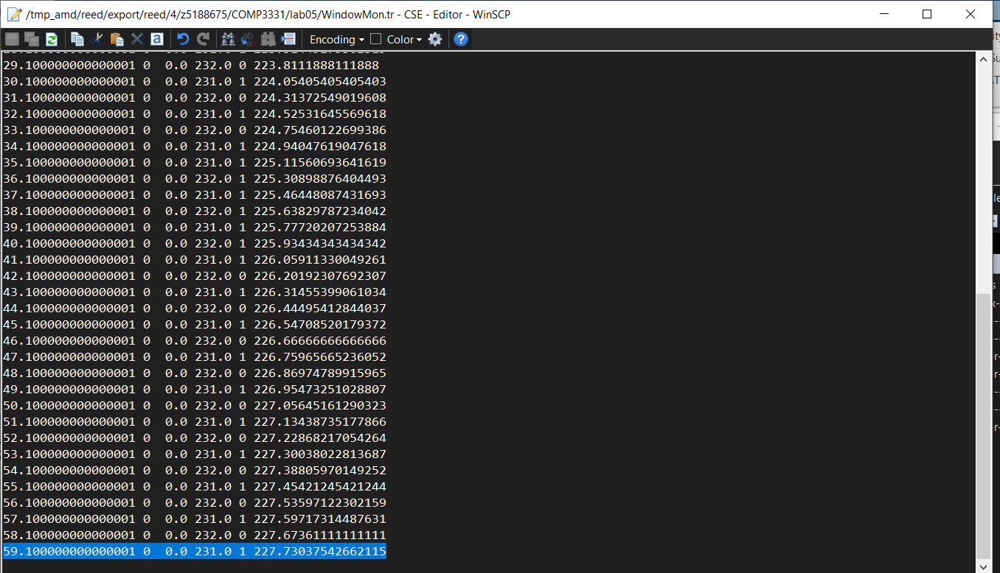 /tmp_amd/reed/export/reed/4/z5188675/COMP3331/lab05/WindowMon.tr - CSE - Editor - WinSCP
Encoding Color
29.100000000000001 0  0.0 232.0 0 223.8111888111888
30.100000000000001 0  0.0 231.0 1 224.05405405405403
31.100000000000001 0  0.0 232.0 0 224.31372549019608
32.100000000000001 0  0.0 231.0 1 224.52531645569618
33.100000000000001 0  0.0 232.0 0 224.75460122699386
34.100000000000001 0  0.0 231.0 1 224.94047619047618
35.100000000000001 0  0.0 231.0 1 225.11560693641619
36.100000000000001 0  0.0 232.0 1 225.30898876404493
37.100000000000001 0  0.0 231.0 1 225.46448087431693
38.100000000000001 0  0.0 232.0 1 225.63829787234042
39.100000000000001 0  0.0 231.0 1 225.77720207253884
40.100000000000001 0  0.0 232.0 1 225.93434343434342
41.100000000000001 0  0.0 231.0 1 226.05911330049261
42.100000000000001 0  0.0 232.0 0 226.20192307692307
43.100000000000001 0  0.0 231.0 1 226.31455399061034
44.100000000000001 0  0.0 232.0 0 226.44495412844037
45.100000000000001 0  0.0 231.0 1 226.54708520179372
46.100000000000001 0  0.0 232.0 0 226.66666666666666
47.100000000000001 0  0.0 231.0 1 226.75965665236052
48.100000000000001 0  0.0 232.0 0 226.86974789915965
49.100000000000001 0  0.0 231.0 1 226.95473251028807
50.100000000000001 0  0.0 232.0 0 227.05645161290323
51.100000000000001 0  0.0 231.0 1 227.13438735177866
52.100000000000001 0  0.0 232.0 0 227.22868217054264
53.100000000000001 0  0.0 231.0 1 227.30038022813687
54.100000000000001 0  0.0 232.0 0 227.38805970149252
55.100000000000001 0  0.0 231.0 1 227.45421245421244
56.100000000000001 0  0.0 232.0 0 227.53597122302159
57.100000000000001 0  0.0 231.0 1 227.59717314487631
58.100000000000001 0  0.0 232.0 0 227.67361111111111
59.100000000000001 0  0.0 231.0 1 227.73037542662115